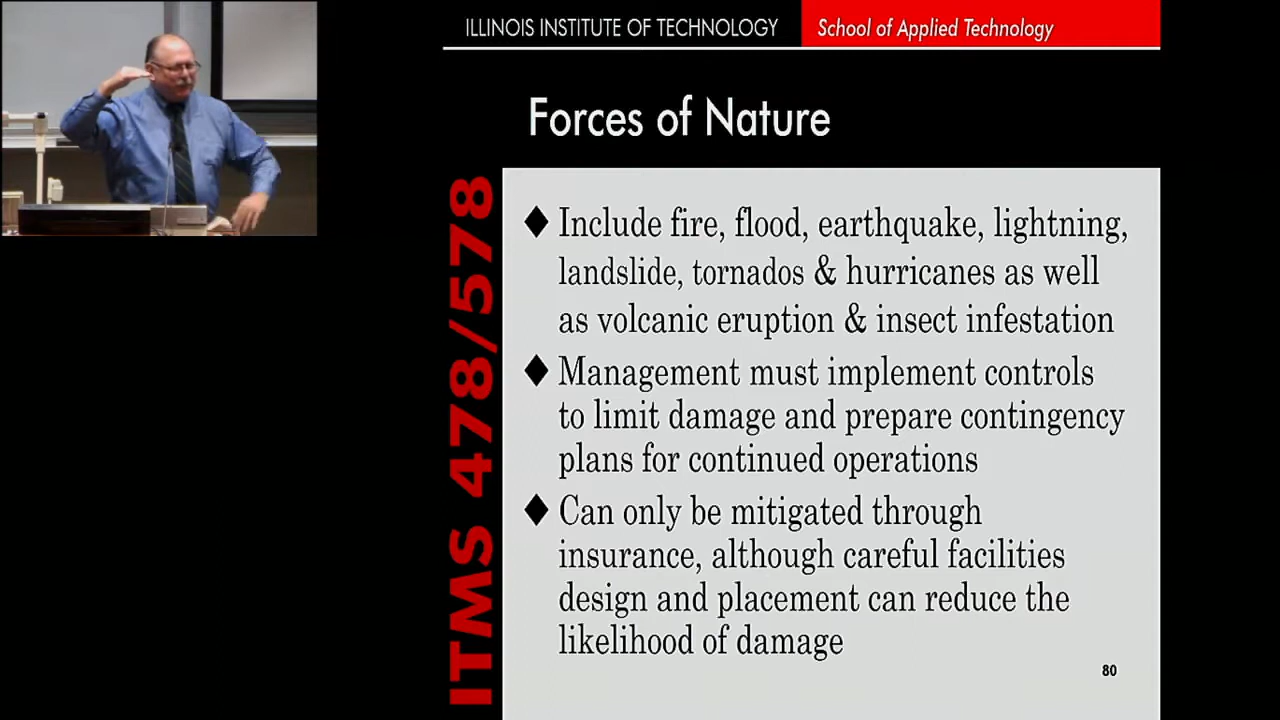 ILLINOIS INSTITUTE OF TECHNOLOGY School of Applied Technology
Forces of Nature
ITMS 478/578
♦ Include fire, flood, earthquake, lightning,
landslide, tornados & hurricanes as well
as volcanic eruption & insect infestation
♦ Management must implement controls
to limit damage and prepare contingency
plans for continued operations
♦ Can only be mitigated through
insurance, although careful facilities
design and placement can reduce the
likelihood of damage
80